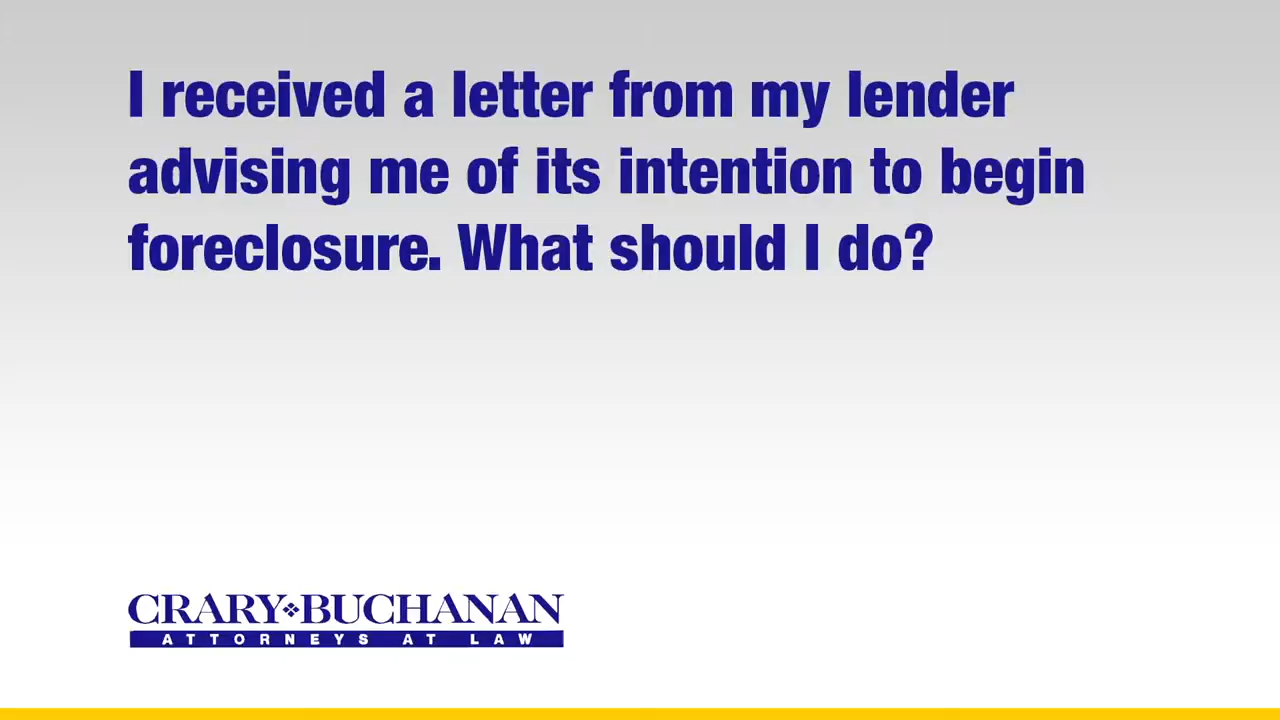 I received a letter from my lender
advising me of its intention to begin
foreclosure. What should I do?
CRARY BUCHANAN
ATTORNEYS AT LAW